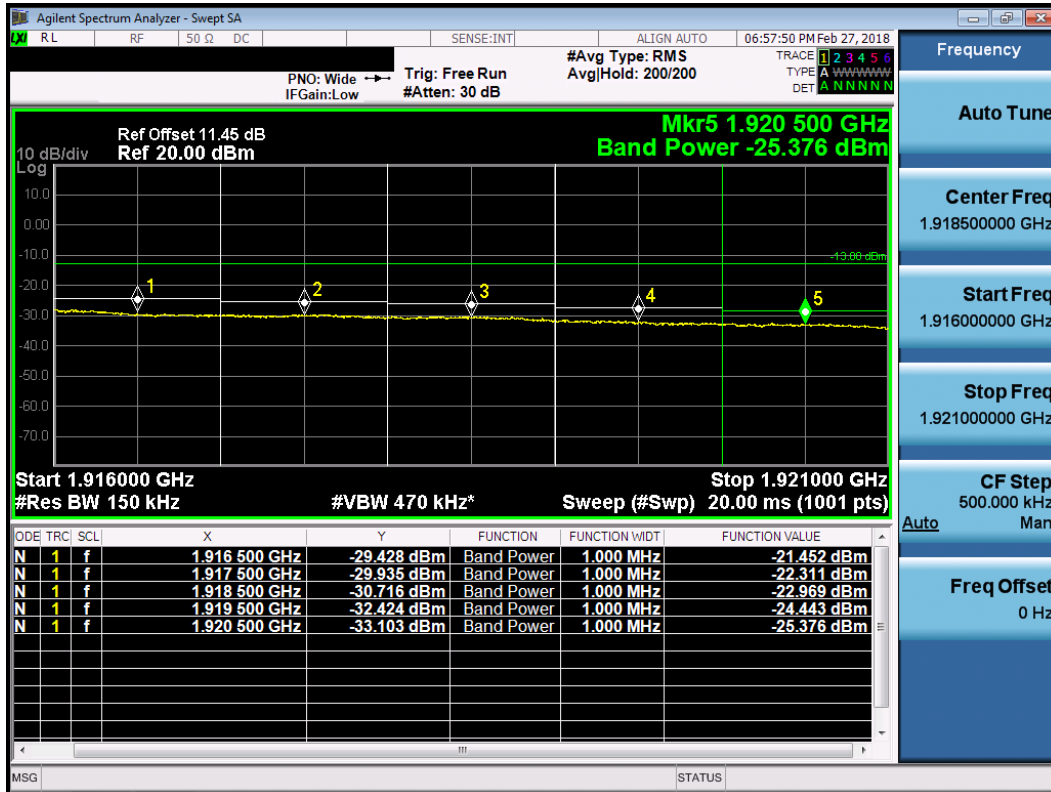 Agilent Spectrum Analyzer - Swept SA
LXI RL RF 50 Ω DC SENSE:INT ALIGN AUTO 06:57:50 PM Feb 27, 2018
PNO: Wide
IFGain:Low
Trig: Free Run
#Atten: 30 dB
#Avg Type: RMS
Avg|Hold: 200/200
TRACE 1 2 3 4 5 6
TYPE A WWWWW
DET A N N N N N
Ref Offset 11.45 dB
10 dB/div Ref 20.00 dBm
Log
Mkr5 1.920 500 GHz
Band Power -25.376 dBm
10.0
0.00
-10.0
-13.00 dBm
-20.0
1 2 3 4 5
-30.0
-40.0
-50.0
-60.0
-70.0
Start 1.916000 GHz Stop 1.921000 GHz
#Res BW 150 kHz #VBW 470 kHz* Sweep (#Swp) 20.00 ms (1001 pts)
ODE TRC SCL X Y FUNCTION FUNCTION WIDT FUNCTION VALUE
N 1 f 1.916 500 GHz -29.428 dBm Band Power 1.000 MHz -21.452 dBm
N 1 f 1.917 500 GHz -29.935 dBm Band Power 1.000 MHz -22.311 dBm
N 1 f 1.918 500 GHz -30.716 dBm Band Power 1.000 MHz -22.969 dBm
N 1 f 1.919 500 GHz -32.424 dBm Band Power 1.000 MHz -24.443 dBm
N 1 f 1.920 500 GHz -33.103 dBm Band Power 1.000 MHz -25.376 dBm
MSG STATUS
Frequency
Auto Tune
Center Freq
1.918500000 GHz
Start Freq
1.916000000 GHz
Stop Freq
1.921000000 GHz
CF Step
500.000 kHz
Auto Man
Freq Offset
0 Hz